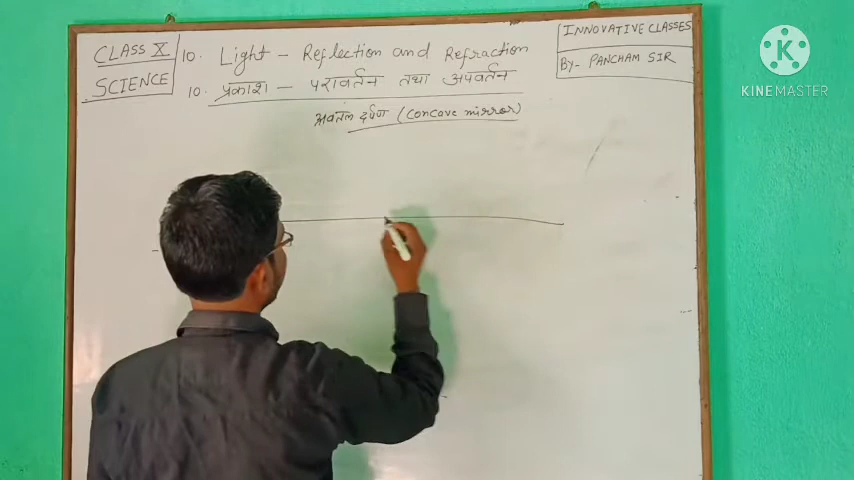 CLASS X
SCIENCE
10. Light - Reflection and Refraction
10. प्रकाश - परावर्तन तथा अपवर्तन
अवतल दर्पण (concave mirror)
INNOVATIVE CLASSES
BY- PANCHAM SIR
KINEMASTER